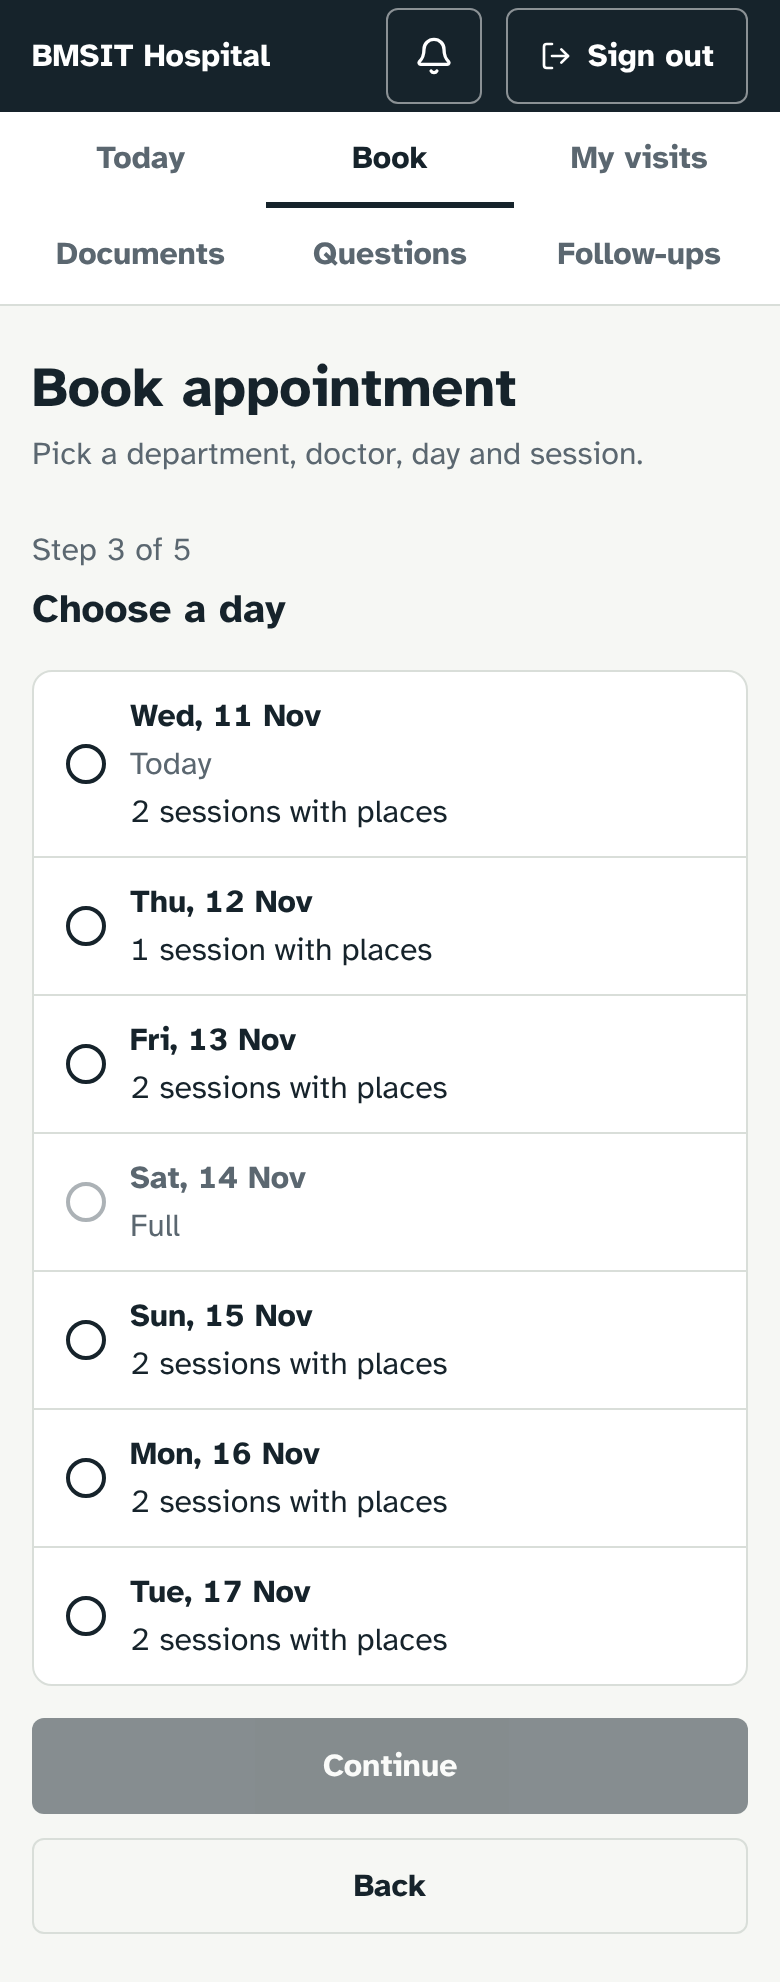 BMSIT Hospital
Sign out
Today
Book
My visits
Documents
Questions
Follow-ups
Book appointment
Pick a department, doctor, day and session.
Step 3 of 5
Choose a day
Wed, 11 Nov
Today
2 sessions with places
Thu, 12 Nov
1 session with places
Fri, 13 Nov
2 sessions with places
Sat, 14 Nov
Full
Sun, 15 Nov
2 sessions with places
Mon, 16 Nov
2 sessions with places
Tue, 17 Nov
2 sessions with places
Continue
Back